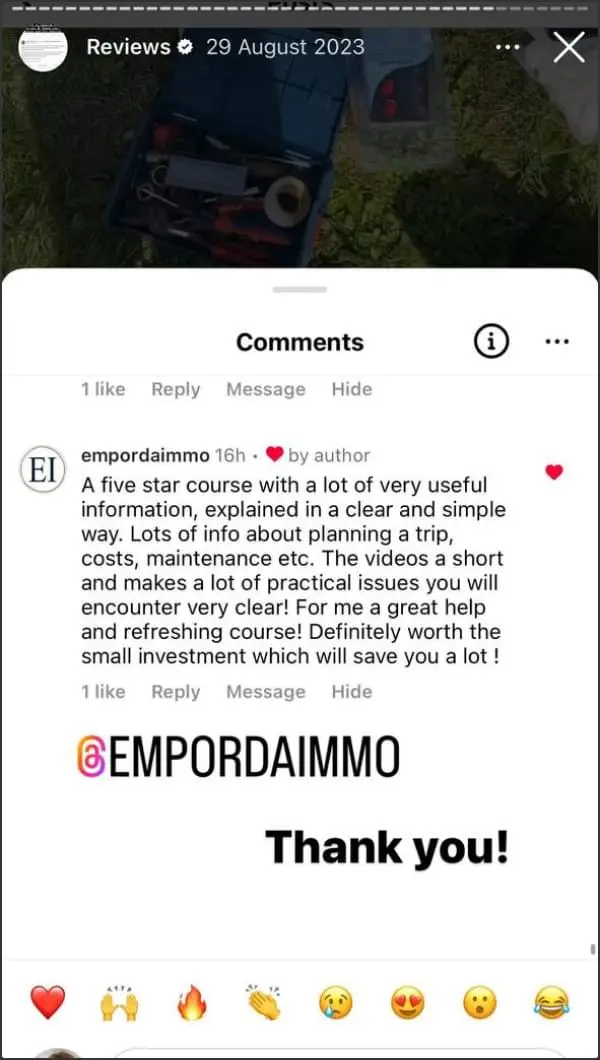 Reviews 29 August 2023
Comments
1 like Reply Message Hide
EI
empordaimmo 16h • by author
A five star course with a lot of very useful
information, explained in a clear and simple
way. Lots of info about planning a trip,
costs, maintenance etc. The videos a short
and makes a lot of practical issues you will
encounter very clear! For me a great help
and refreshing course! Definitely worth the
small investment which will save you a lot !
1 like Reply Message Hide
@EMPORDAIMMO
Thank you!